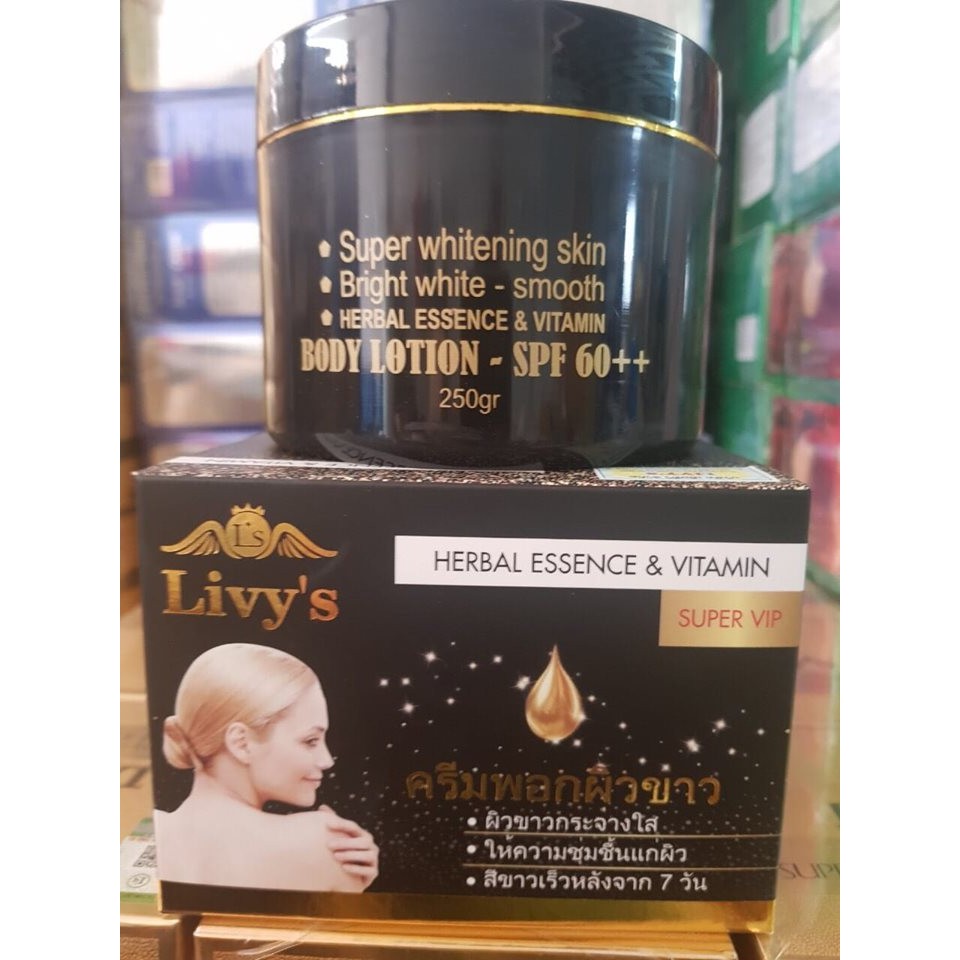 Super whitening skin
Bright white - smooth
HERBAL ESSENCE & VITAMIN
BODY LOTION - SPF 60++
250gr
L's
Livy's
HERBAL ESSENCE & VITAMIN
SUPER VIP
ครีมพอกผิวขาว
• ผิวขาวกระจ่างใส
• ให้ความชุ่มชื้นแก่ผิว
• สีขาวเร็วหลังจาก 7 วัน